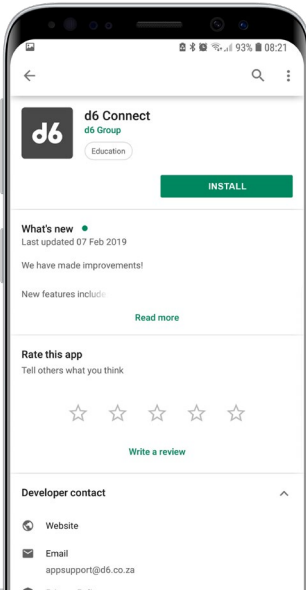 93% 08:21
d6
d6 Connect
d6 Group
Education
INSTALL
What's new
Last updated 07 Feb 2019
We have made improvements!
New features include
Read more
Rate this app
Tell others what you think
Write a review
Developer contact
Website
Email
appsupport@d6.co.za